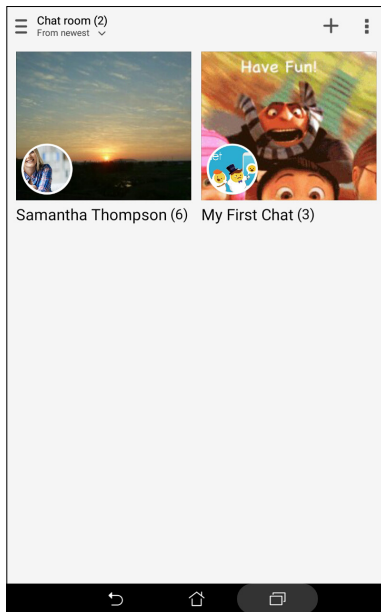 Chat room (2)
From newest
Have Fun!
Samantha Thompson (6)
My First Chat (3)